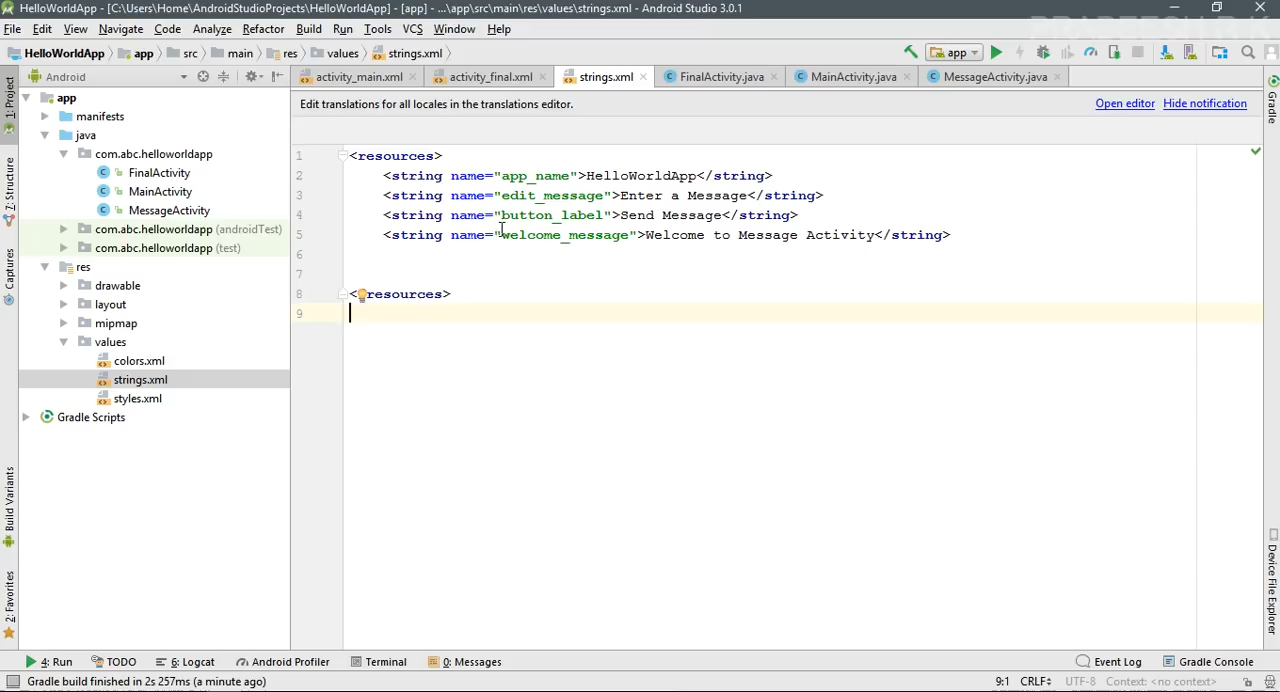 HelloWorldApp - [C:\Users\Home\AndroidStudioProjects\HelloWorldApp] - [app] - ...\app\src\main\res\values\strings.xml - Android Studio 3.0.1
File Edit View Navigate Code Analyze Refactor Build Run Tools VCS Window Help
HelloWorldApp app src main res values strings.xml
app
Android
activity_main.xml activity_final.xml strings.xml FinalActivity.java MainActivity.java MessageActivity.java
Edit translations for all locales in the translations editor.
Open editor Hide notification
1: Project
7: Structure
Captures
Build Variants
2: Favorites
app
manifests
java
com.abc.helloworldapp
FinalActivity
MainActivity
MessageActivity
com.abc.helloworldapp (androidTest)
com.abc.helloworldapp (test)
res
drawable
layout
mipmap
values
colors.xml
strings.xml
styles.xml
Gradle Scripts
1 <resources>
2 <string name="app_name">HelloWorldApp</string>
3 <string name="edit_message">Enter a Message</string>
4 <string name="button_label">Send Message</string>
5 <string name="welcome_message">Welcome to Message Activity</string>
6
7
8 </resources>
9
Gradle
Device File Explorer
4: Run TODO 6: Logcat Android Profiler Terminal 0: Messages Event Log Gradle Console
Gradle build finished in 2s 257ms (a minute ago) 9:1 CRLF UTF-8 Context: <no context>